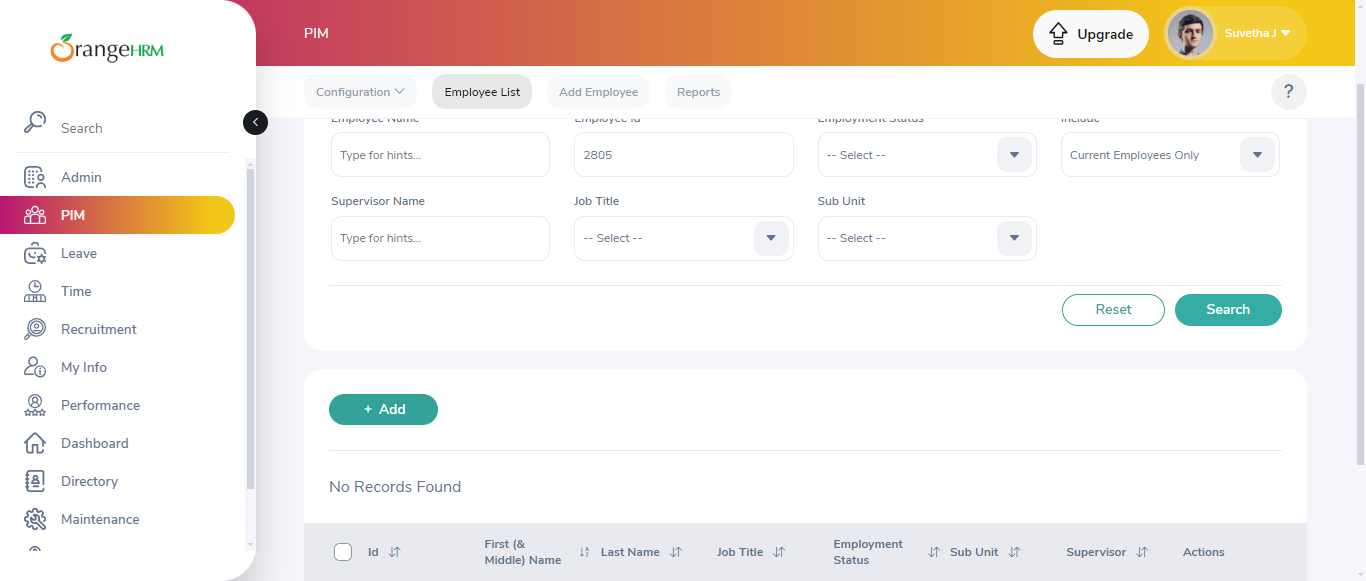 OrangeHRM
Search
Admin
PIM
Leave
Time
Recruitment
My Info
Performance
Dashboard
Directory
Maintenance
PIM
Upgrade
Suvetha J
Configuration
Employee List
Add Employee
Reports
?
Employee Name
Employee Id
Employment Status
Include
Type for hints...
2805
-- Select --
Current Employees Only
Supervisor Name
Job Title
Sub Unit
Type for hints...
-- Select --
-- Select --
Reset
Search
+ Add
No Records Found
Id
First (&
Middle) Name
Last Name
Job Title
Employment
Status
Sub Unit
Supervisor
Actions